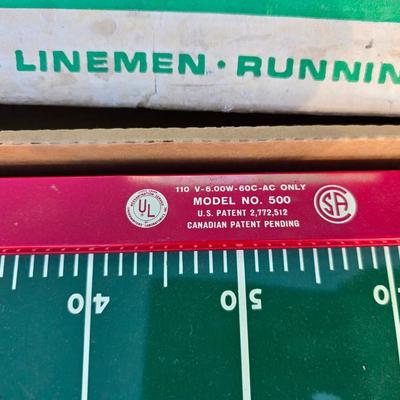 LINEMEN · RUNNIN
110 V-6.00W-60C-AC ONLY
MODEL NO. 500
U.S. PATENT 2,772,512
CANADIAN PATENT PENDING
UL
SA
40
50